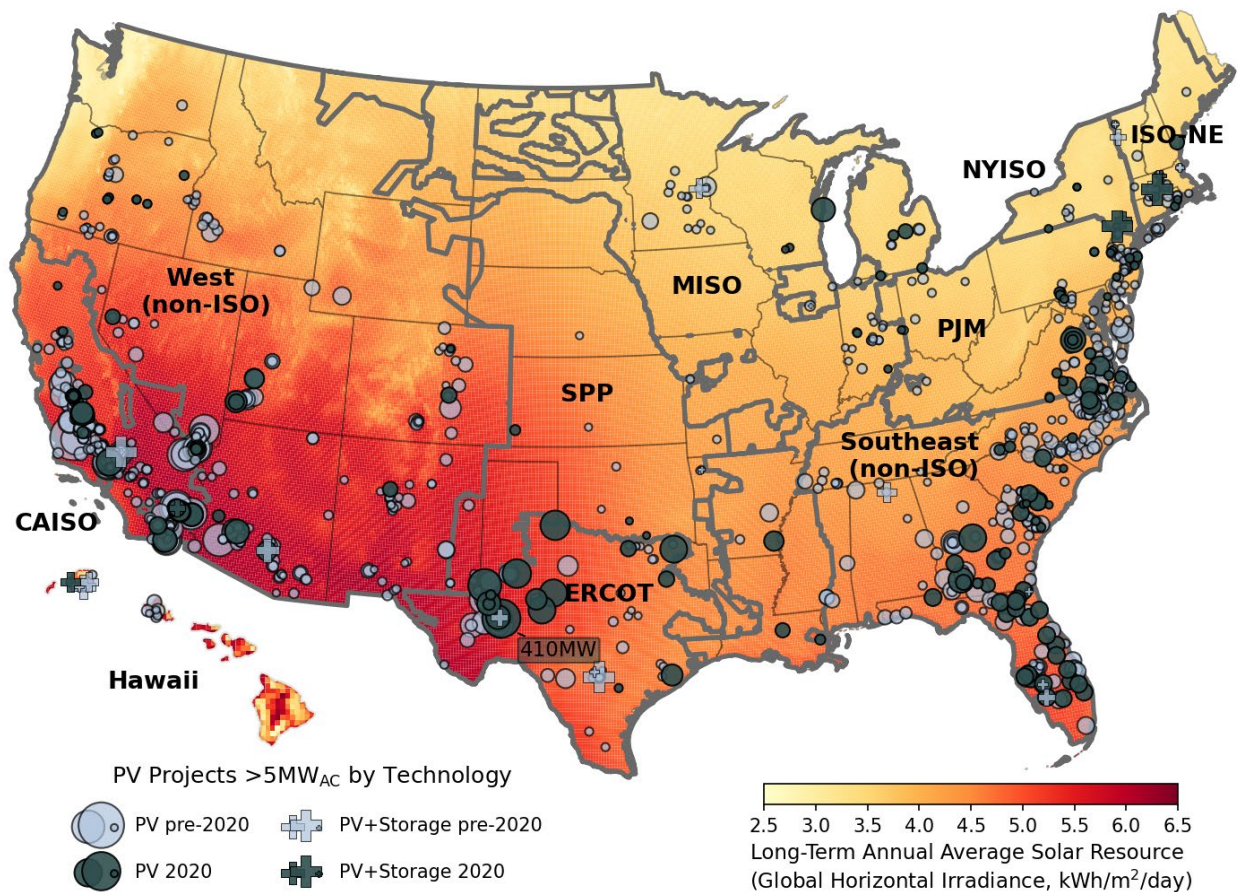 ISO-NE
NYISO
West
(non-ISO)
MISO
PJM
SPP
Southeast
(non-ISO)
CAISO
ERCOT
410MW
Hawaii
PV Projects >5MWAC by Technology
PV pre-2020
PV+Storage pre-2020
PV 2020
PV+Storage 2020
2.5 3.0 3.5 4.0 4.5 5.0 5.5 6.0 6.5
Long-Term Annual Average Solar Resource
(Global Horizontal Irradiance, kWh/m²/day)